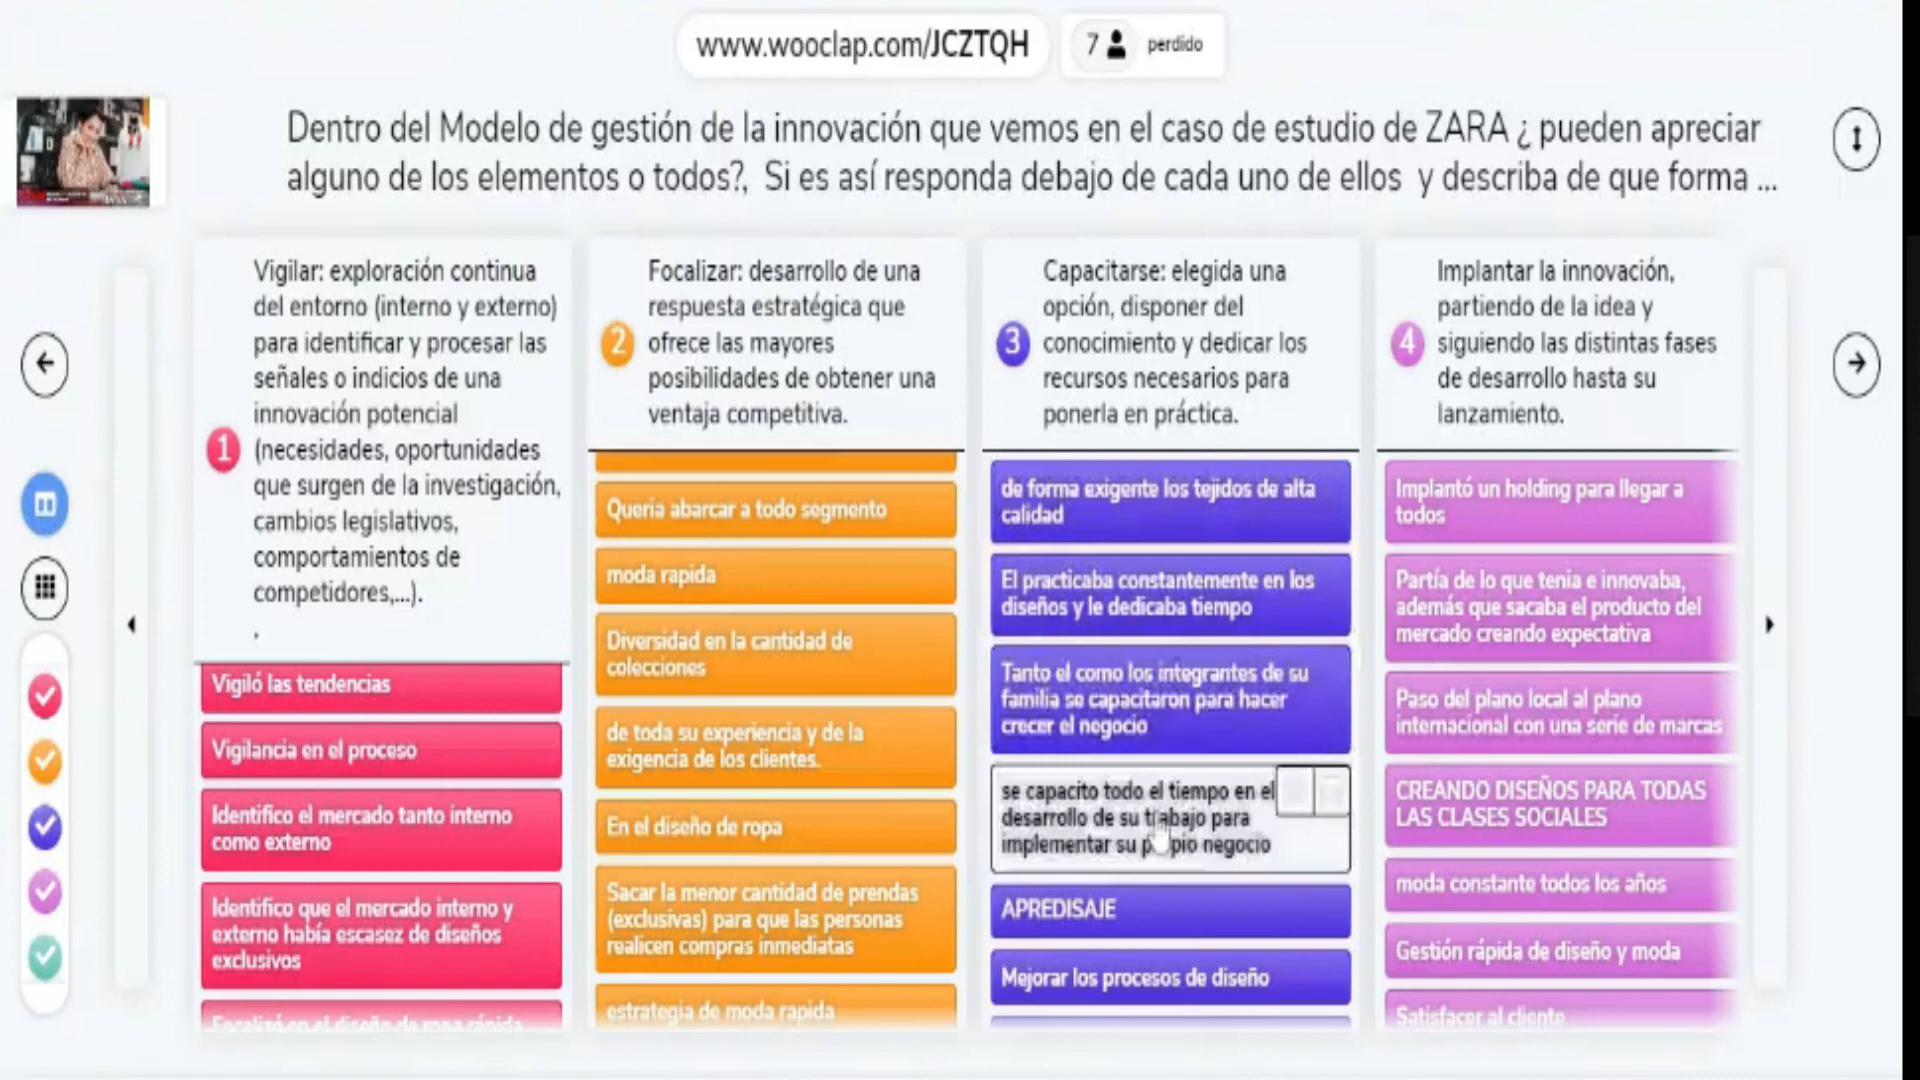 www.wooclap.com/JCZTQH
7 perdido
Dentro del Modelo de gestión de la innovación que vemos en el caso de estudio de ZARA ¿ pueden apreciar
alguno de los elementos o todos?, Si es así responda debajo de cada uno de ellos y describa de que forma ...
1
Vigilar: exploración continua
del entorno (interno y externo)
para identificar y procesar las
señales o indicios de una
innovación potencial
(necesidades, oportunidades
que surgen de la investigación,
cambios legislativos,
comportamientos de
competidores,...).
.
Vigiló las tendencias
Vigilancia en el proceso
Identifico el mercado tanto interno
como externo
Identifico que el mercado interno y
externo había escasez de diseños
exclusivos
Focalizó en el diseño de ropa rápida
2
Focalizar: desarrollo de una
respuesta estratégica que
ofrece las mayores
posibilidades de obtener una
ventaja competitiva.
Queria abarcar a todo segmento
moda rapida
Diversidad en la cantidad de
colecciones
de toda su experiencia y de la
exigencia de los clientes.
En el diseño de ropa
Sacar la menor cantidad de prendas
(exclusivas) para que las personas
realicen compras inmediatas
estrategia de moda rapida
3
Capacitarse: elegida una
opción, disponer del
conocimiento y dedicar los
recursos necesarios para
ponerla en práctica.
de forma exigente los tejidos de alta
calidad
El practicaba constantemente en los
diseños y le dedicaba tiempo
Tanto el como los integrantes de su
familia se capacitaron para hacer
crecer el negocio
se capacito todo el tiempo en el
desarrollo de su trabajo para
implementar su propio negocio
APREDISAJE
Mejorar los procesos de diseño
4
Implantar la innovación,
partiendo de la idea y
siguiendo las distintas fases
de desarrollo hasta su
lanzamiento.
Implantó un holding para llegar a
todos
Partía de lo que tenia e innovaba,
además que sacaba el producto del
mercado creando expectativa
Paso del plano local al plano
internacional con una serie de marcas
CREANDO DISEÑOS PARA TODAS
LAS CLASES SOCIALES
moda constante todos los años
Gestión rápida de diseño y moda
Satisfacer al cliente